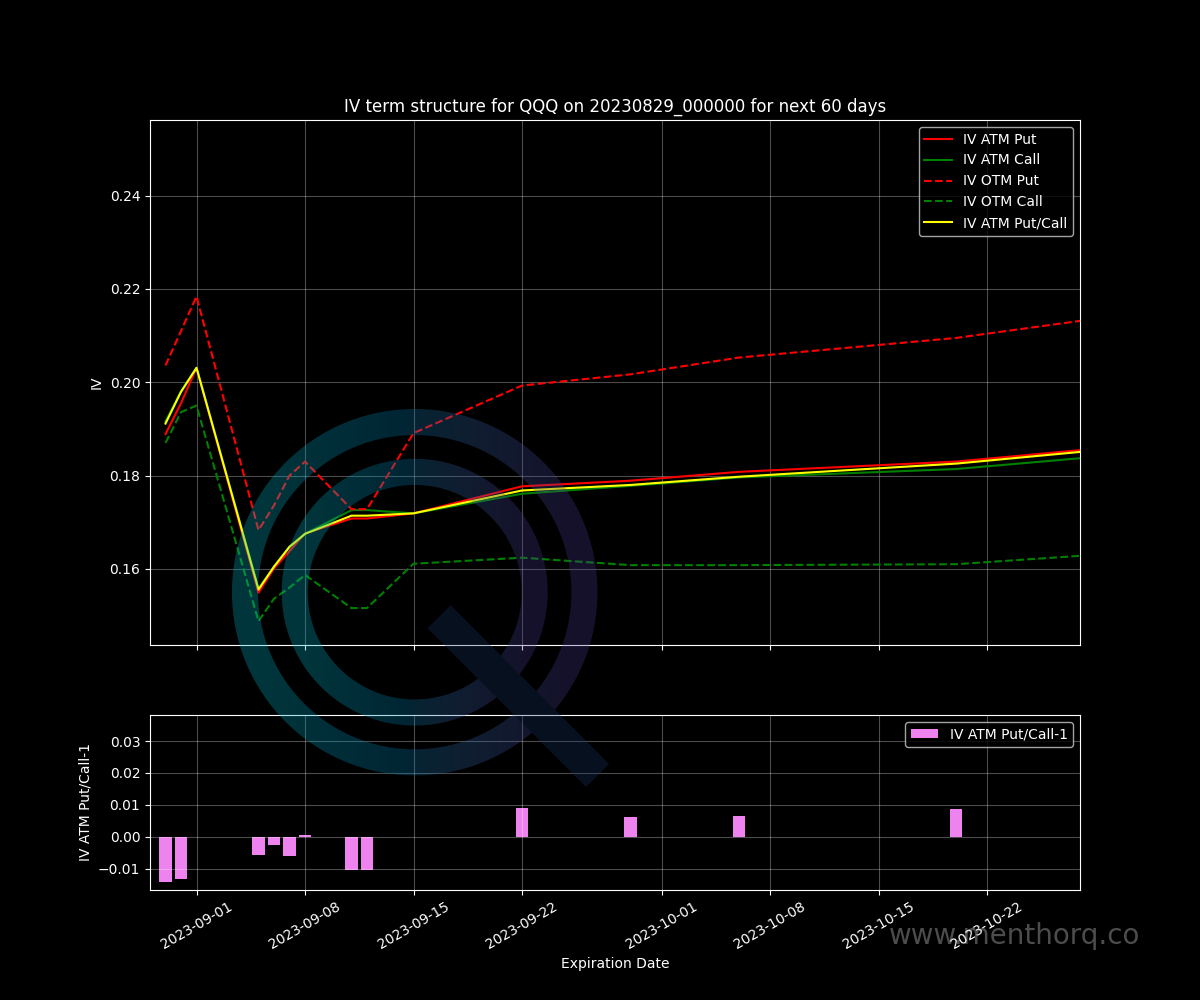 IV term structure for QQQ on 20230829_000000 for next 60 days
IV ATM Put
IV ATM Call
IV OTM Put
IV OTM Call
IV ATM Put/Call
0.24
0.22
0.20
0.18
0.16
IV
IV ATM Put/Call-1
0.03
0.02
0.01
0.00
−0.01
IV ATM Put/Call-1
2023-09-01
2023-09-08
2023-09-15
2023-09-22
2023-10-01
2023-10-08
2023-10-15
2023-10-22
www.menthorq.co
Expiration Date